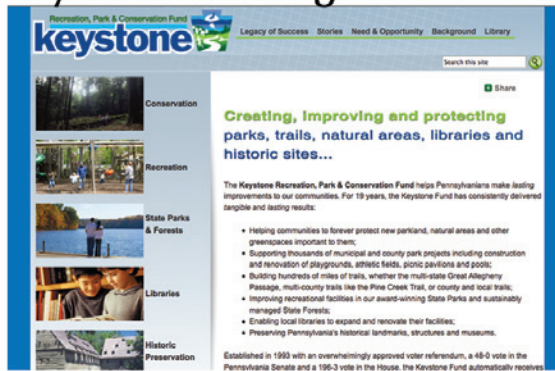 Recreation, Park & Conservation Fund
keystone
Legacy of Success Stories Need & Opportunity Background Library
Search this site
Share
Conservation
Recreation
State Parks
& Forests
Libraries
Historic
Preservation
Creating, improving and protecting
parks, trails, natural areas, libraries and
historic sites...
The Keystone Recreation, Park & Conservation Fund helps Pennsylvanians make lasting
improvements to our communities. For 19 years, the Keystone Fund has consistently delivered
tangible and lasting results:
Helping communities to forever protect new parkland, natural areas and other
greenspaces important to them;
Supporting thousands of municipal and county park projects including construction
and renovation of playgrounds, athletic fields, picnic pavilions and pools;
Building hundreds of miles of trails, whether the multi-state Great Allegheny
Passage, multi-county trails like the Pine Creek Trail, or county and local trails;
Improving recreational facilities in our award-winning State Parks and sustainably
managed State Forests;
Enabling local libraries to expand and renovate their facilities;
Preserving Pennsylvania's historical landmarks, structures and museums.
Established in 1993 with an overwhelmingly approved voter referendum, a 48-0 vote in the
Pennsylvania Senate and a 196-3 vote in the House, the Keystone Fund automatically receives